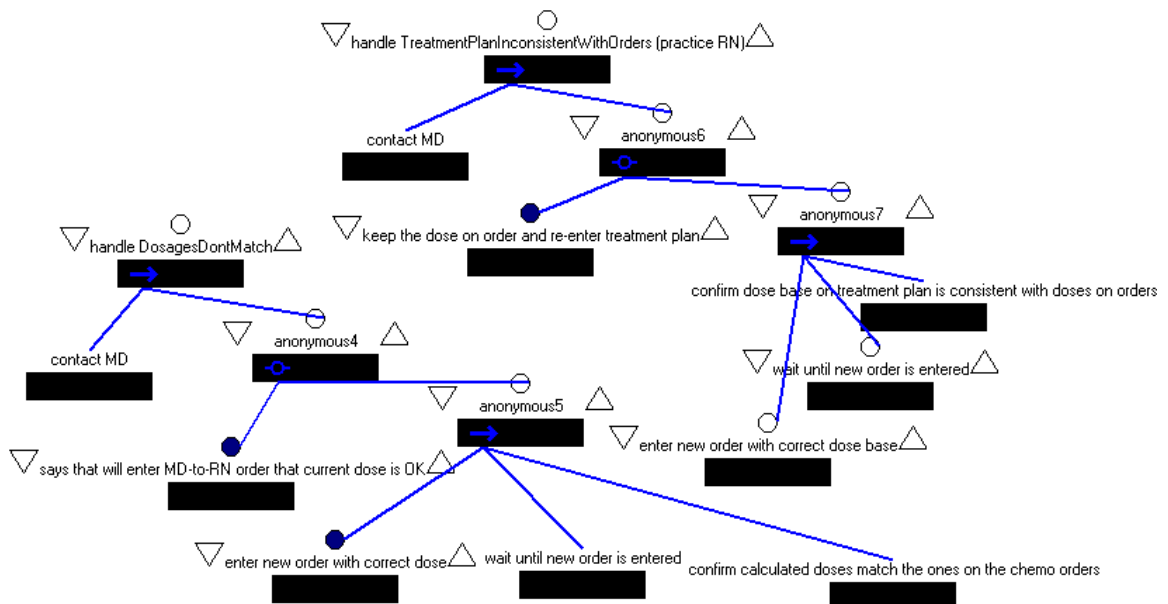 handle TreatmentPlanInconsistentWithOrders (practice RN)
contact MD
anonymous6
keep the dose on order and re-enter treatment plan
anonymous7
confirm dose base on treatment plan is consistent with doses on orders
wait until new order is entered
enter new order with correct dose base
handle DosagesDontMatch
contact MD
anonymous4
anonymous5
says that will enter MD-to-RN order that current dose is OK
enter new order with correct dose
wait until new order is entered
confirm calculated doses match the ones on the chemo orders